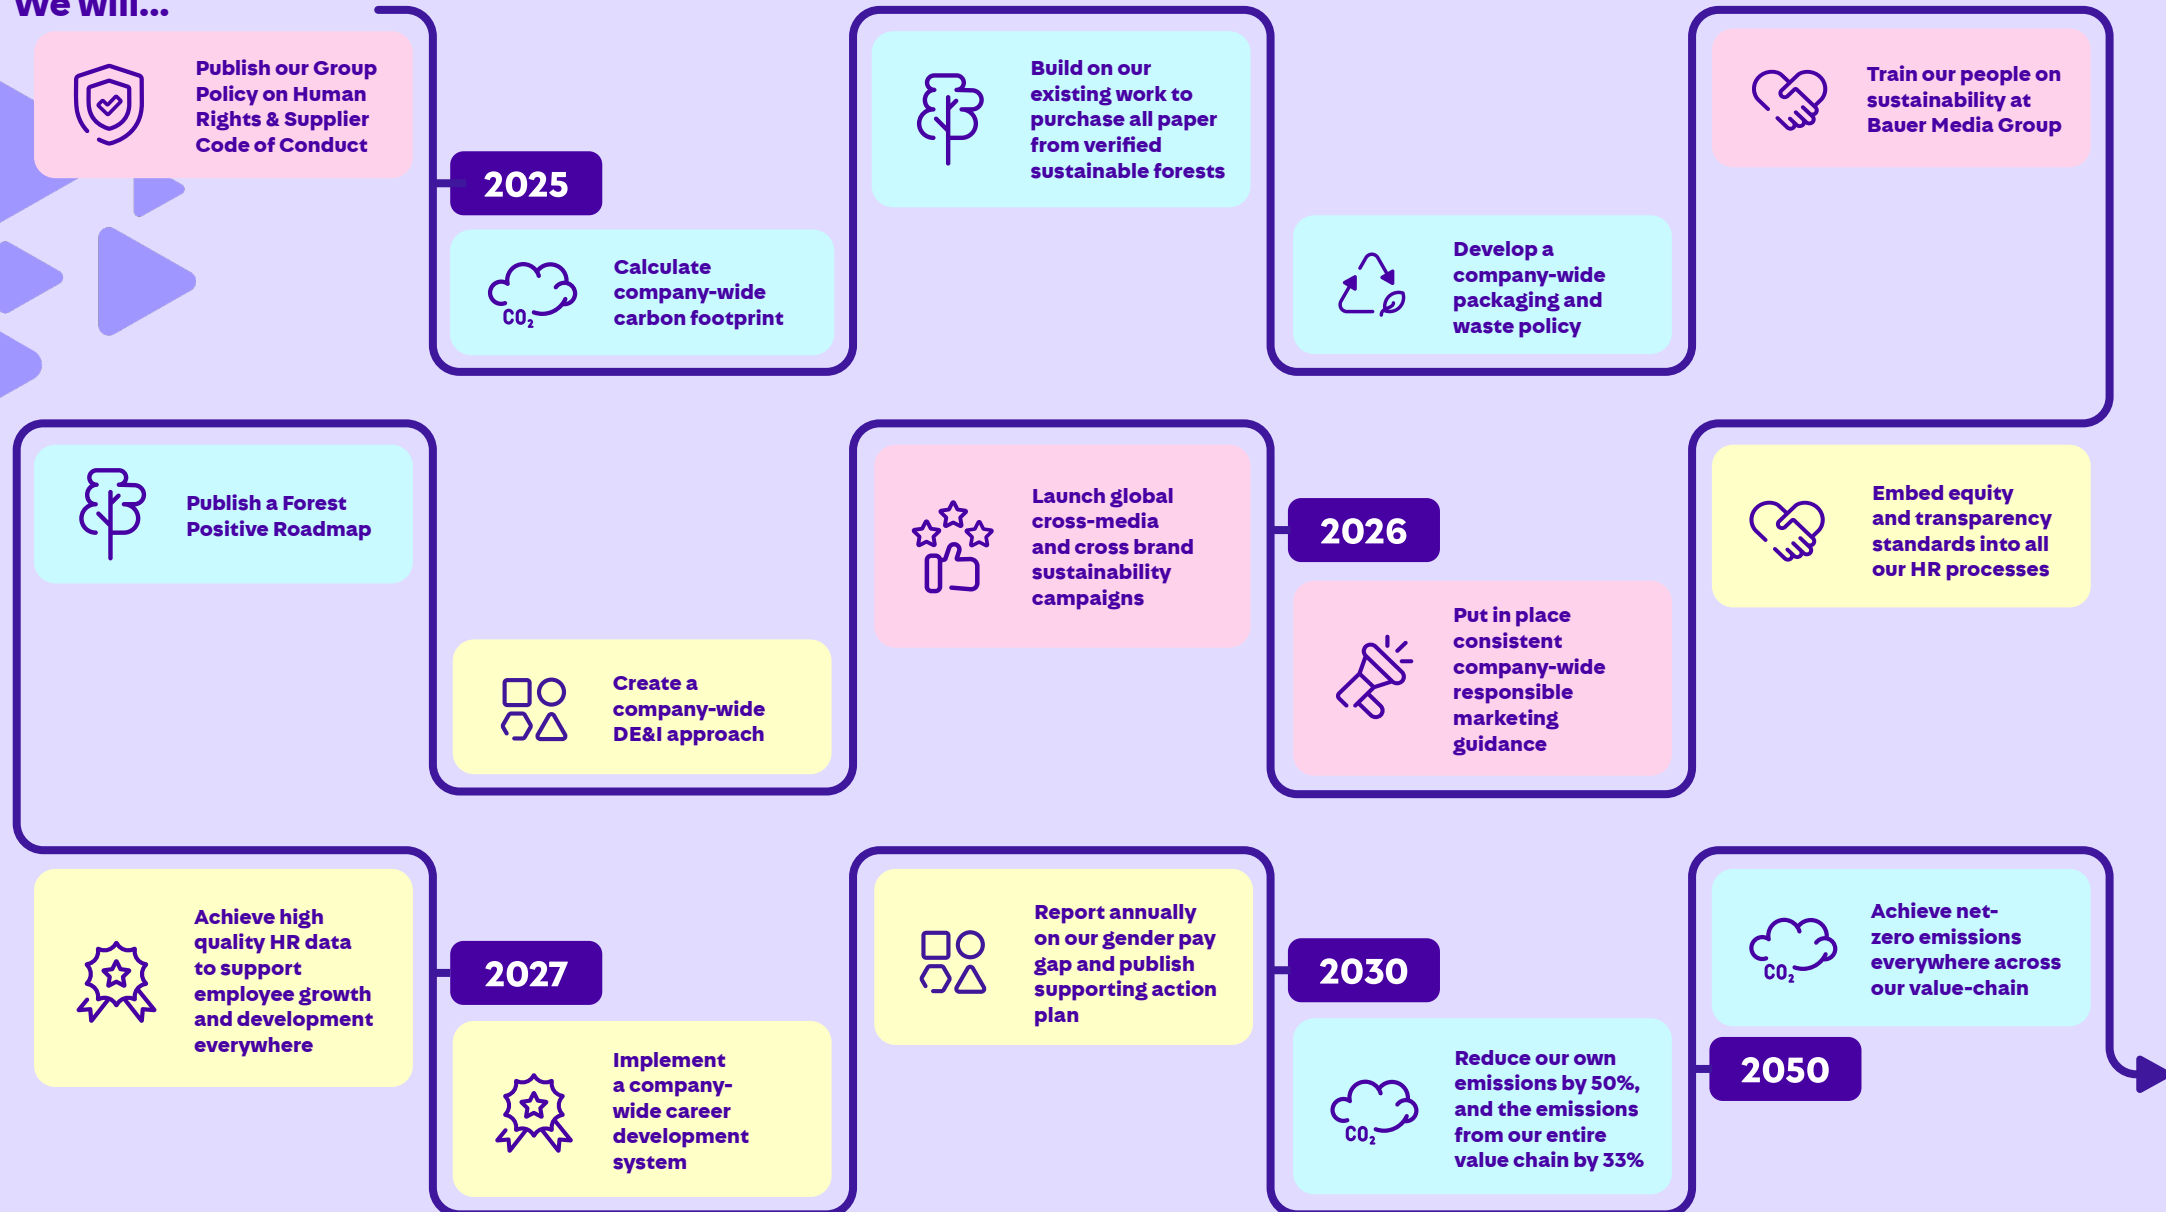 We will...
Publish our Group
Policy on Human
Rights & Supplier
Code of Conduct
2025
Calculate
company-wide
carbon footprint
CO₂
Build on our
existing work to
purchase all paper
from verified
sustainable forests
Develop a
company-wide
packaging and
waste policy
Train our people on
sustainability at
Bauer Media Group
Embed equity
and transparency
standards into all
our HR processes
2026
Put in place
consistent
company-wide
responsible
marketing
guidance
Launch global
cross-media
and cross brand
sustainability
campaigns
Create a
company-wide
DE&I approach
Publish a Forest
Positive Roadmap
Achieve high
quality HR data
to support
employee growth
and development
everywhere
2027
Implement
a company-
wide career
development
system
Report annually
on our gender pay
gap and publish
supporting action
plan
2030
Reduce our own
emissions by 50%,
and the emissions
from our entire
value chain by 33%
CO₂
Achieve net-
zero emissions
everywhere across
our value-chain
CO₂
2050